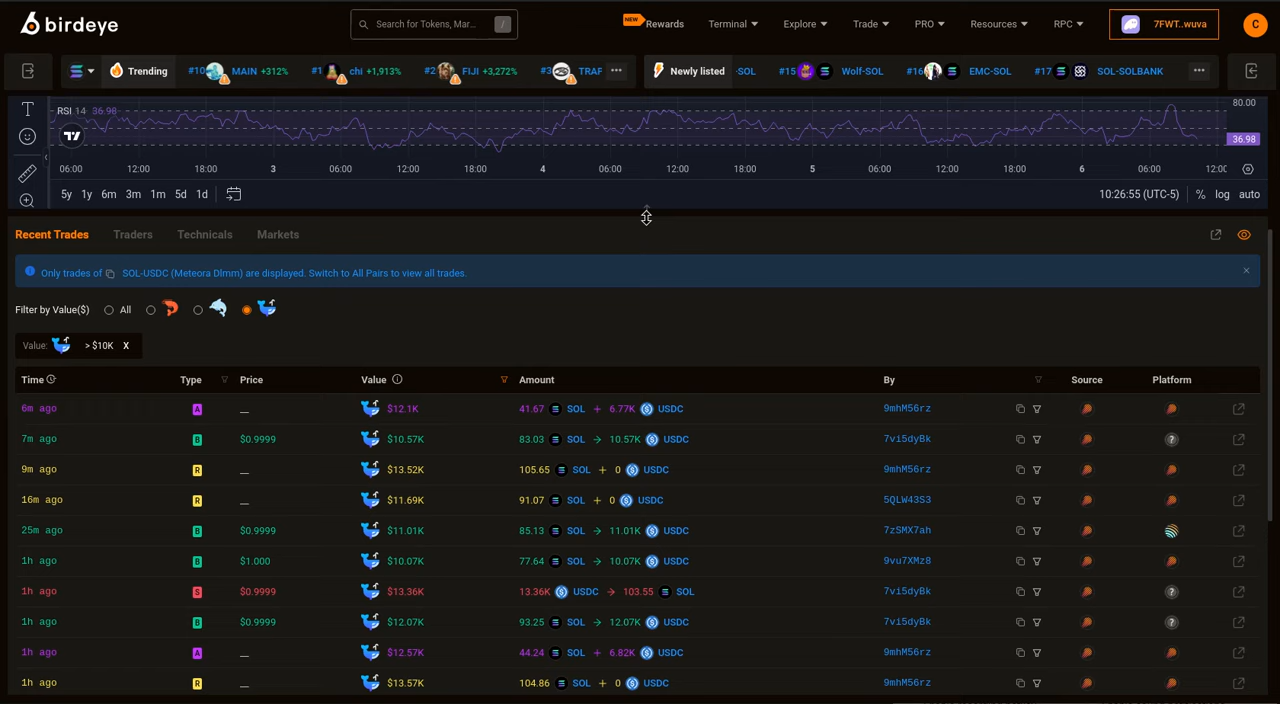 birdeye Search for Tokens, Mar... / NEW Rewards Terminal Explore Trade PRO Resources RPC 7FWT..wuva C
Trending #10 MAIN +312% #1 chi +1,913% #2 FIJI +3,272% #3 TRAF ••• Newly listed -SOL #15 Wolf-SOL #16 EMC-SOL #17 SOL-SOLBANK •••
RSI 14 36.98 80.00
36.98
06:00 12:00 18:00 3 06:00 12:00 18:00 4 06:00 12:00 18:00 5 06:00 12:00 18:00 6 06:00 12:00
5y 1y 6m 3m 1m 5d 1d 10:26:55 (UTC-5) % log auto
Recent Trades Traders Technicals Markets
Only trades of SOL-USDC (Meteora Dlmm) are displayed. Switch to All Pairs to view all trades.
Filter by Value($) All
Value: > $10K X
Time Type Price Value Amount By Source Platform
6m ago A __ $12.1K 41.67 SOL + 6.77K USDC 9mhM56rz
7m ago B $0.9999 $10.57K 83.03 SOL → 10.57K USDC 7vi5dyBk ?
9m ago R __ $13.52K 105.65 SOL + 0 USDC 9mhM56rz
16m ago R __ $11.69K 91.07 SOL + 0 USDC 5QLW43S3
25m ago B $0.9999 $11.01K 85.13 SOL → 11.01K USDC 7zSMX7ah
1h ago B $1.000 $10.07K 77.64 SOL → 10.07K USDC 9vu7XMz8
1h ago S $0.9999 $13.36K 13.36K USDC → 103.55 SOL 7vi5dyBk ?
1h ago B $0.9999 $12.07K 93.25 SOL → 12.07K USDC 7vi5dyBk ?
1h ago A __ $12.57K 44.24 SOL + 6.82K USDC 9mhM56rz
1h ago R __ $13.57K 104.86 SOL + 0 USDC 9mhM56rz